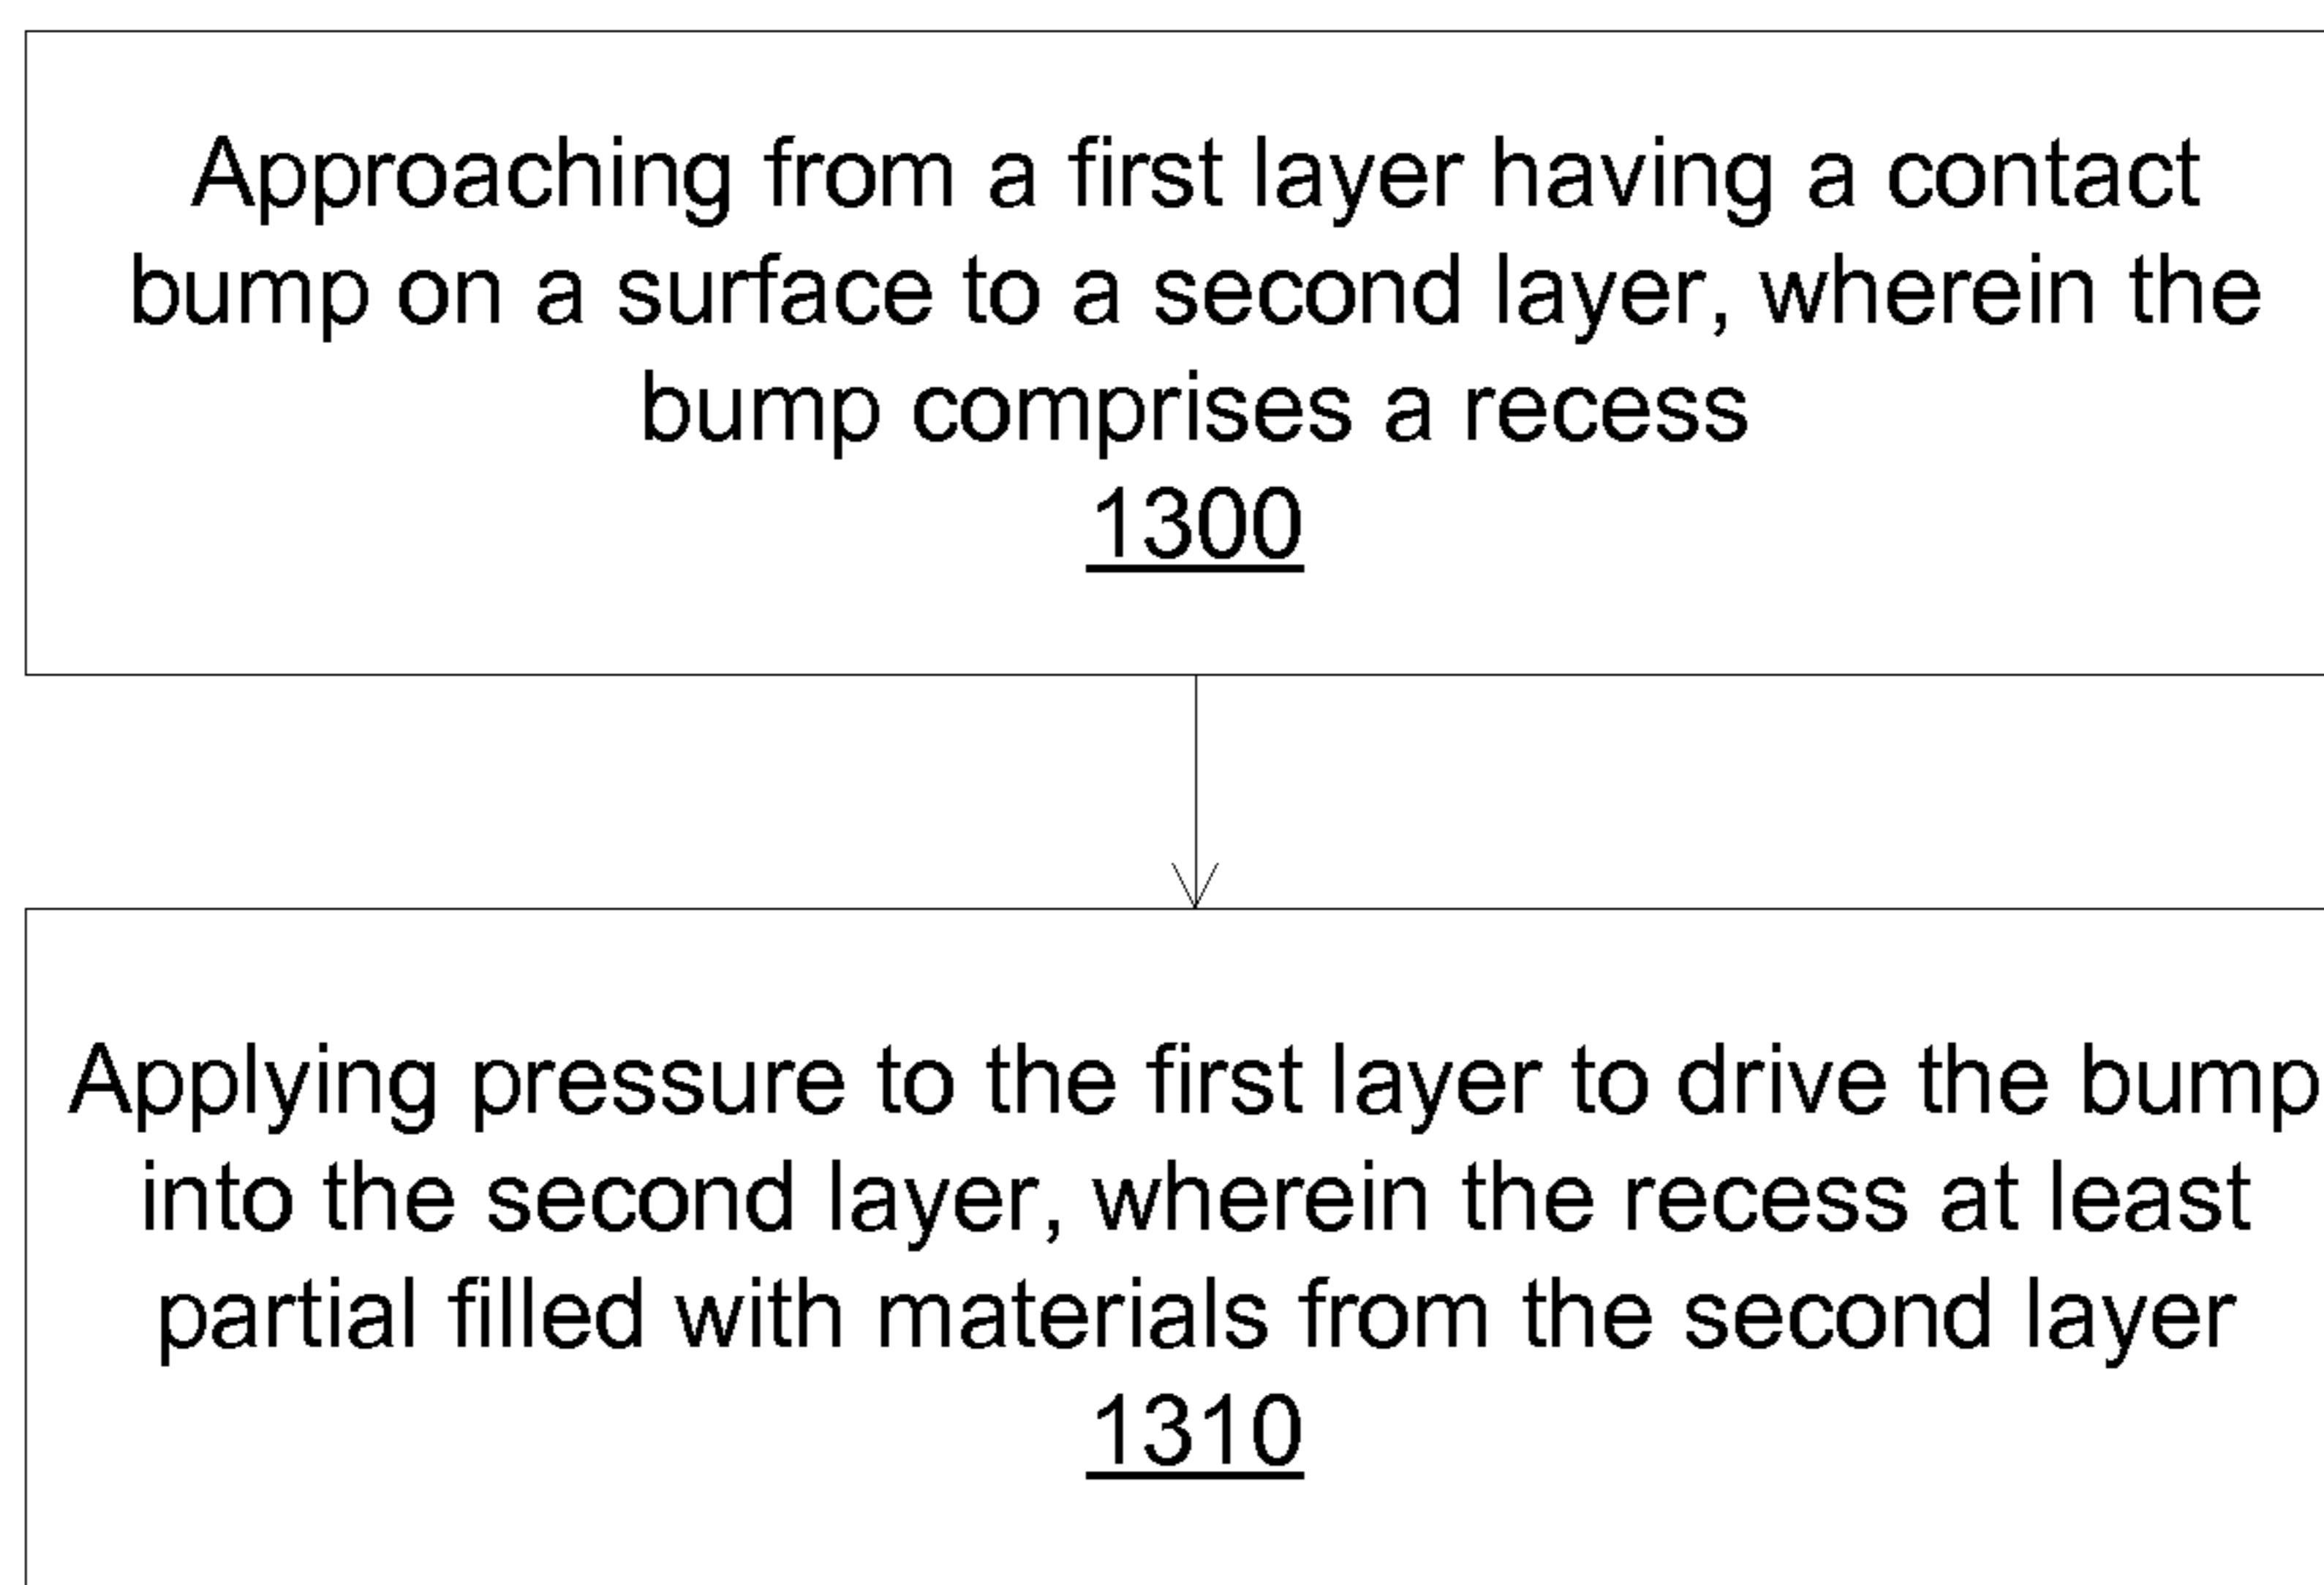 Approaching from a first layer having a contact
bump on a surface to a second layer, wherein the
bump comprises a recess
1300
Applying pressure to the first layer to drive the bump
into the second layer, wherein the recess at least
partial filled with materials from the second layer
1310